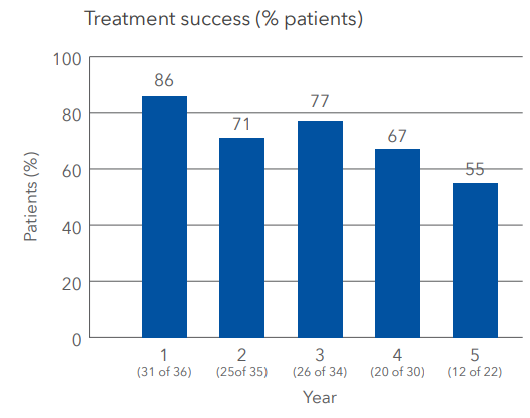 Treatment success (% patients)
Patients (%)
100
80
60
40
20
0
86
71
77
67
55
1 2 3 4 5
(31 of 36) (25of 35) (26 of 34) (20 of 30) (12 of 22)
Year